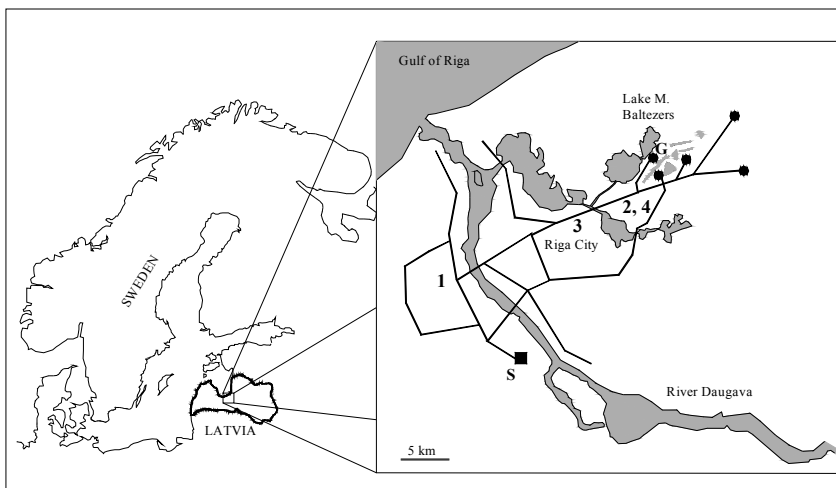 Gulf of Riga
Lake M.
Baltezers
G
2, 4
3
Riga City
1
SWEDEN
S
River Daugava
LATVIA
5 km